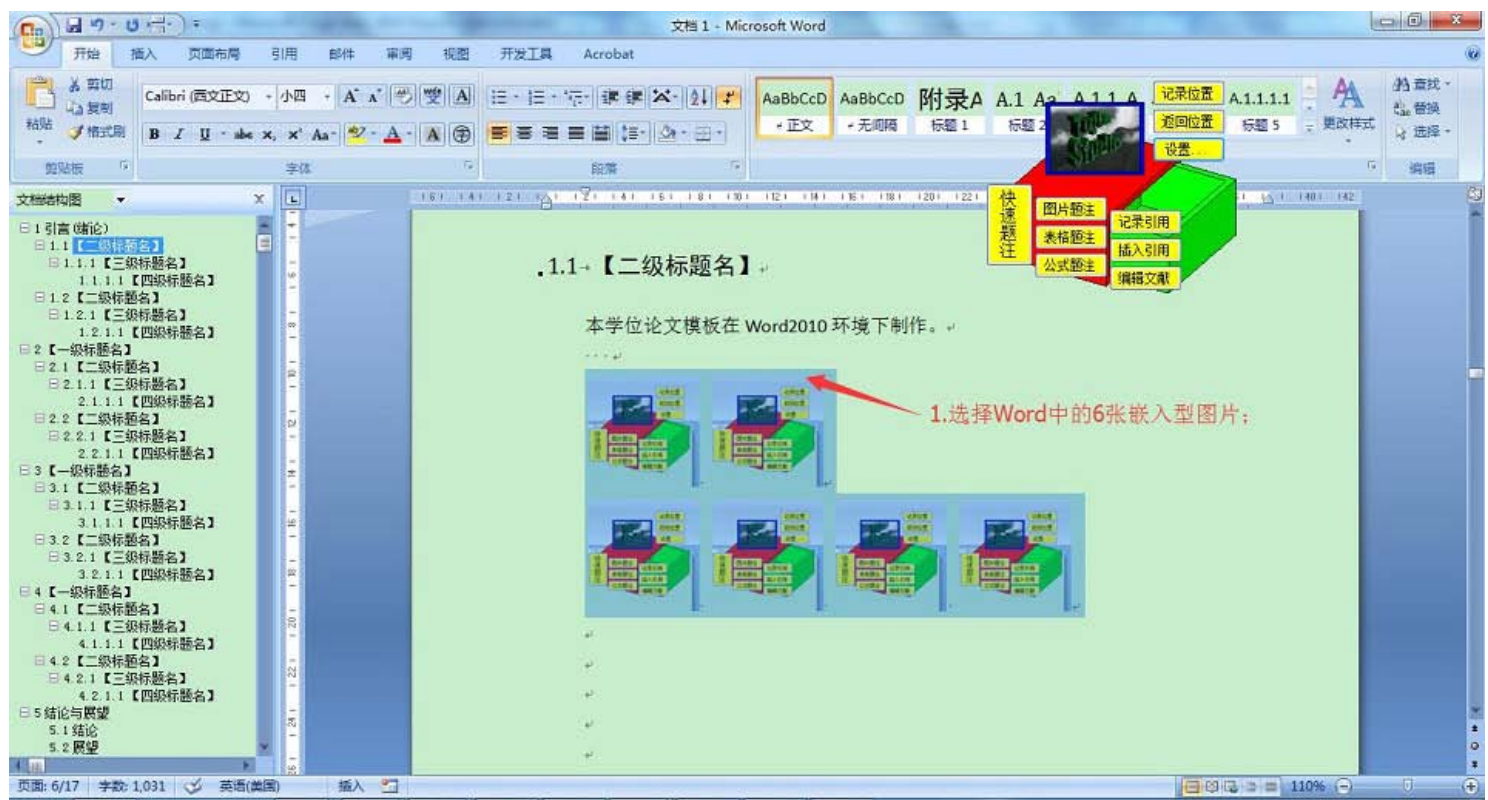 文档 1 - Microsoft Word
开始 插入 页面布局 引用 邮件 审阅 视图 开发工具 Acrobat
剪切
复制
粘贴
格式刷
剪贴板
Calibri (西文正文) 小四
B I U abc x, x' Aa
字体
段落
AaBbCcD AaBbCcD 附录A A.1 Aa A.1.1 A A.1.1.1.1
正文 无间隔 标题 1 标题 2 标题 5
更改样式
查找
替换
选择
编辑
记录位置
返回位置
设置...
快速题注
图片题注
表格题注
公式题注
记录引用
插入引用
编辑文献
文档结构图
1 引言(绪论)
1.1【二级标题名】
1.1.1【三级标题名】
1.1.1.1【四级标题名】
1.2【二级标题名】
1.2.1【三级标题名】
1.2.1.1【四级标题名】
2【一级标题名】
2.1【二级标题名】
2.1.1【三级标题名】
2.1.1.1【四级标题名】
2.2【二级标题名】
2.2.1【三级标题名】
2.2.1.1【四级标题名】
3【一级标题名】
3.1【二级标题名】
3.1.1【三级标题名】
3.1.1.1【四级标题名】
3.2【二级标题名】
3.2.1【三级标题名】
3.2.1.1【四级标题名】
4【一级标题名】
4.1【二级标题名】
4.1.1【三级标题名】
4.1.1.1【四级标题名】
4.2【二级标题名】
4.2.1【三级标题名】
4.2.1.1【四级标题名】
5 结论与展望
5.1 结论
5.2 展望
1.1 【二级标题名】
本学位论文模板在 Word2010 环境下制作。
1.选择Word中的6张嵌入型图片；
页面: 6/17 字数: 1,031 英语(美国) 插入 110%